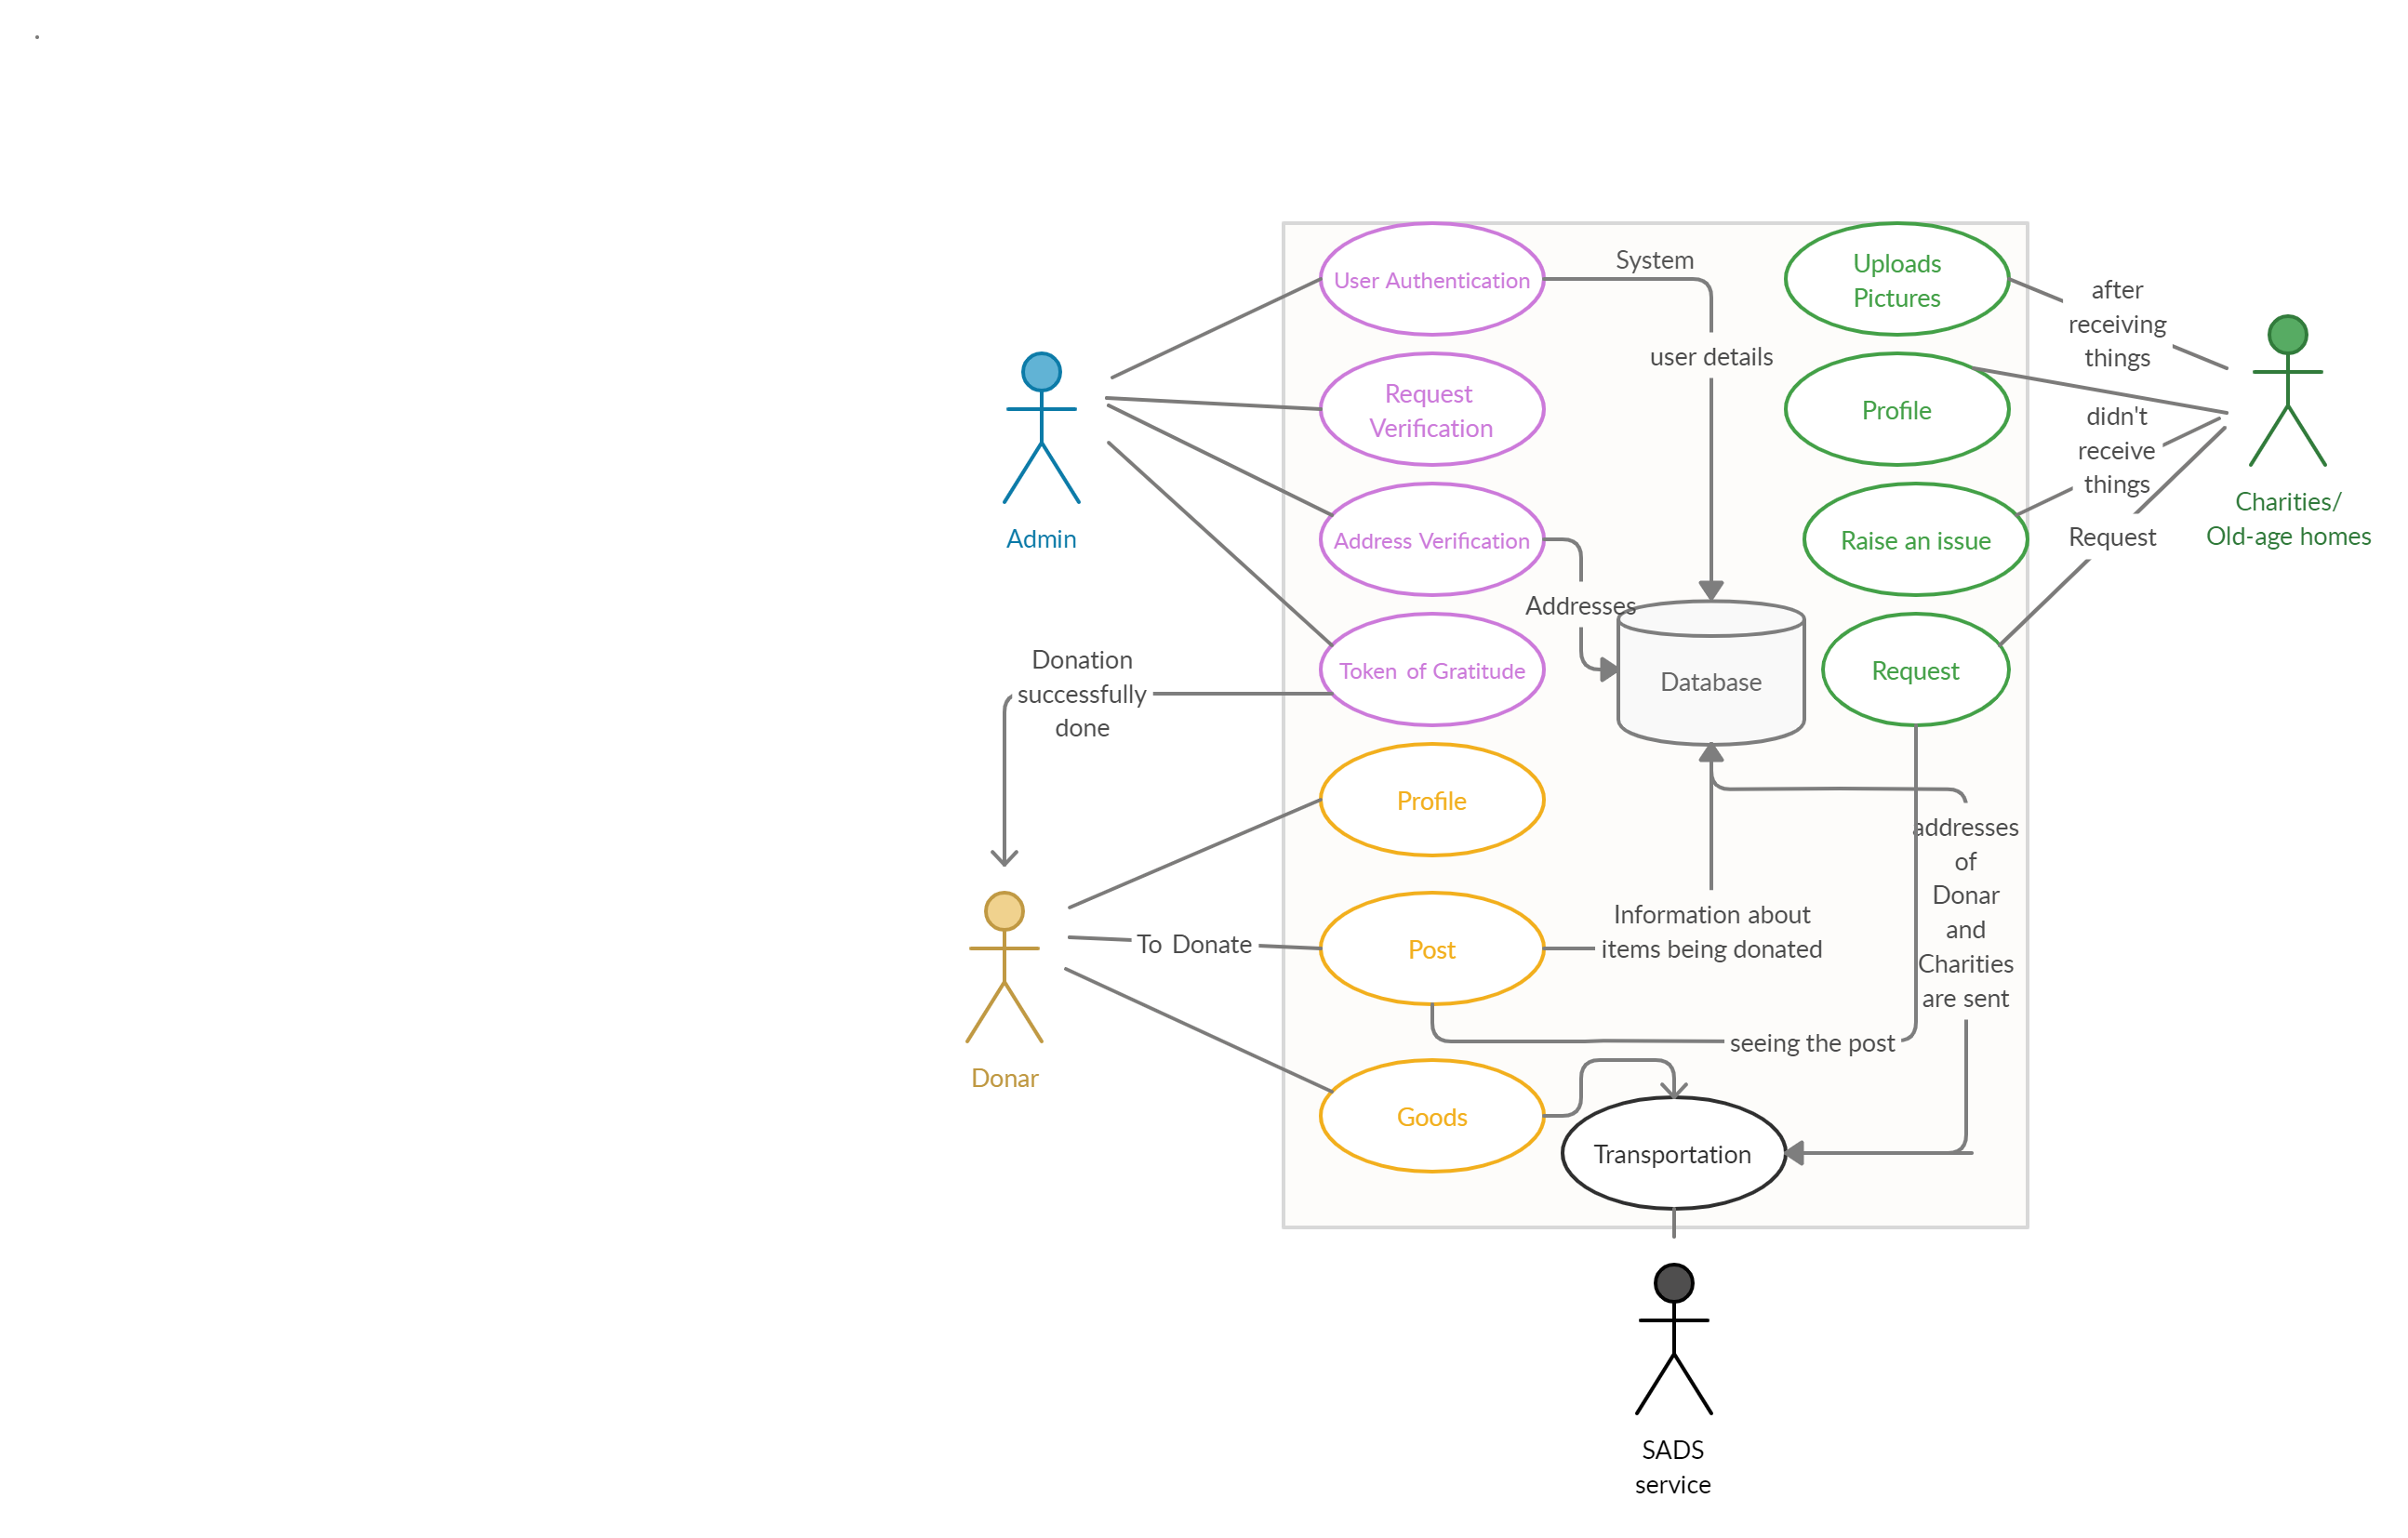 System
User Authentication
Uploads
Pictures
after
receiving
things
user details
Request
Verification
Profile
didn't
receive
things
Admin
Address Verification
Raise an issue
Request
Charities/
Old-age homes
Addresses
Donation
successfully
done
Token of Gratitude
Database
Request
Profile
addresses
of
Donar
and
Charities
are sent
To Donate
Post
Information about
items being donated
seeing the post
Donar
Goods
Transportation
SADS
service